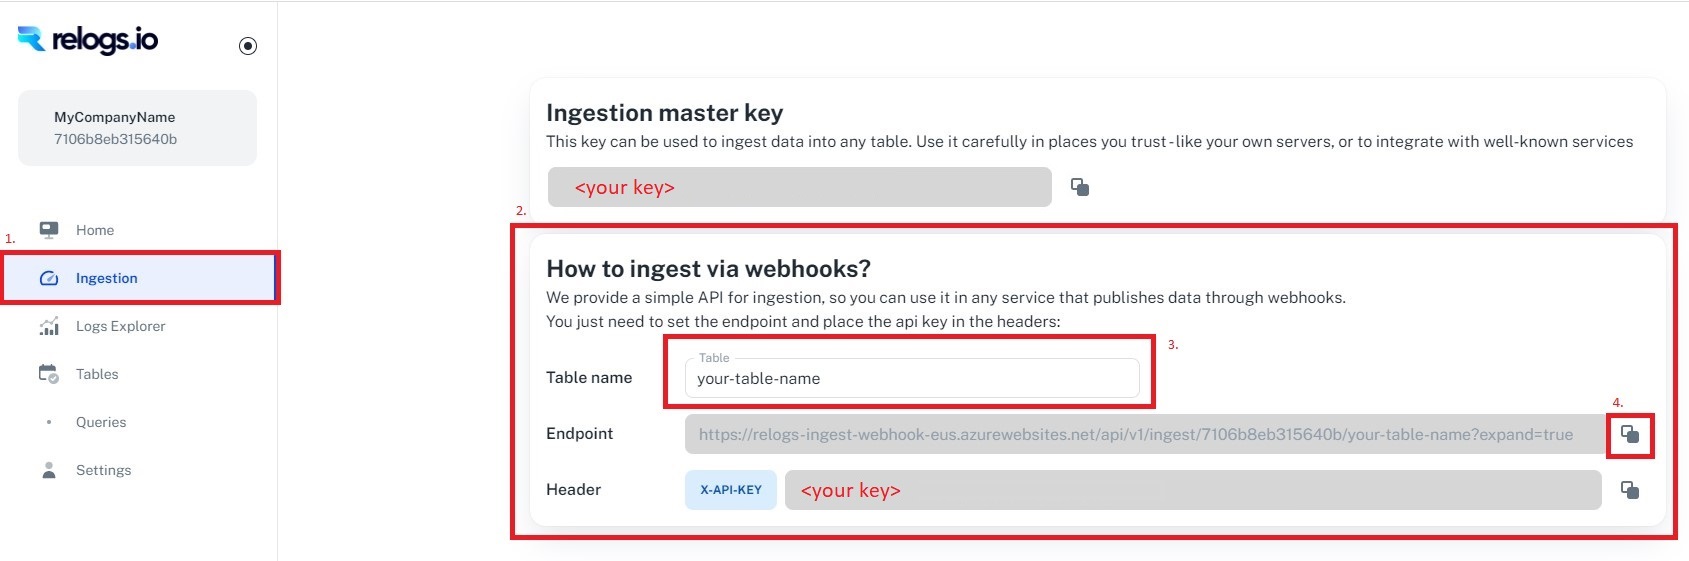 relogs.io
MyCompanyName
7106b8eb315640b
1.
Home
Ingestion
Logs Explorer
Tables
Queries
Settings
Ingestion master key
This key can be used to ingest data into any table. Use it carefully in places you trust - like your own servers, or to integrate with well-known services
<your key>
2.
How to ingest via webhooks?
We provide a simple API for ingestion, so you can use it in any service that publishes data through webhooks.
You just need to set the endpoint and place the api key in the headers:
3.
Table
Table name your-table-name
4.
Endpoint https://relogs-ingest-webhook-eus.azurewebsites.net/api/v1/ingest/7106b8eb315640b/your-table-name?expand=true
Header X-API-KEY <your key>